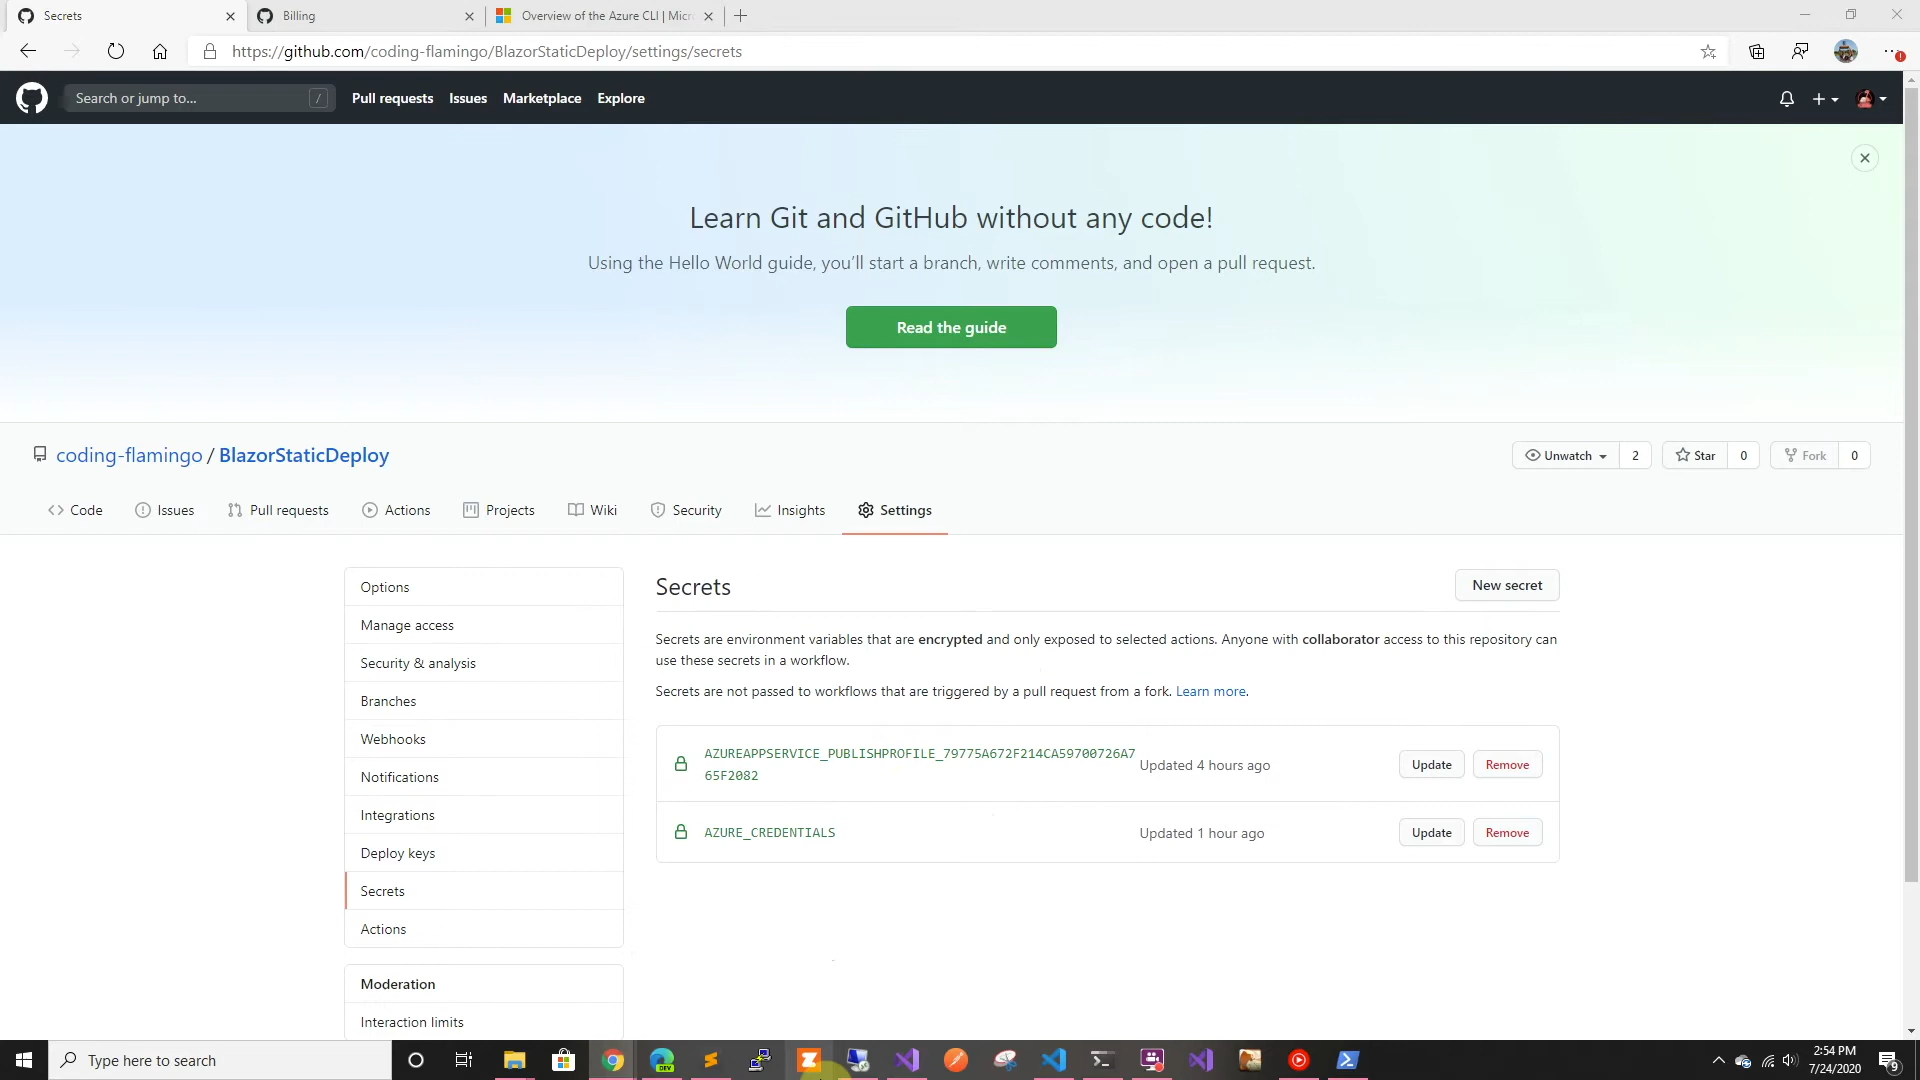 Secrets
Billing
Overview of the Azure CLI | Micr
https://github.com/coding-flamingo/BlazorStaticDeploy/settings/secrets
Search or jump to... /
Pull requests Issues Marketplace Explore
Learn Git and GitHub without any code!
Using the Hello World guide, you’ll start a branch, write comments, and open a pull request.
Read the guide
coding-flamingo / BlazorStaticDeploy
Unwatch 2 Star 0 Fork 0
Code Issues Pull requests Actions Projects Wiki Security Insights Settings
Options
Manage access
Security & analysis
Branches
Webhooks
Notifications
Integrations
Deploy keys
Secrets
Actions
Moderation
Interaction limits
Secrets
New secret
Secrets are environment variables that are encrypted and only exposed to selected actions. Anyone with collaborator access to this repository can
use these secrets in a workflow.
Secrets are not passed to workflows that are triggered by a pull request from a fork. Learn more.
AZUREAPPSERVICE_PUBLISHPROFILE_79775A672F214CA59700726A7
65F2082
Updated 4 hours ago
Update Remove
AZURE_CREDENTIALS
Updated 1 hour ago
Update Remove
Type here to search
DEV
2:54 PM
7/24/2020
9